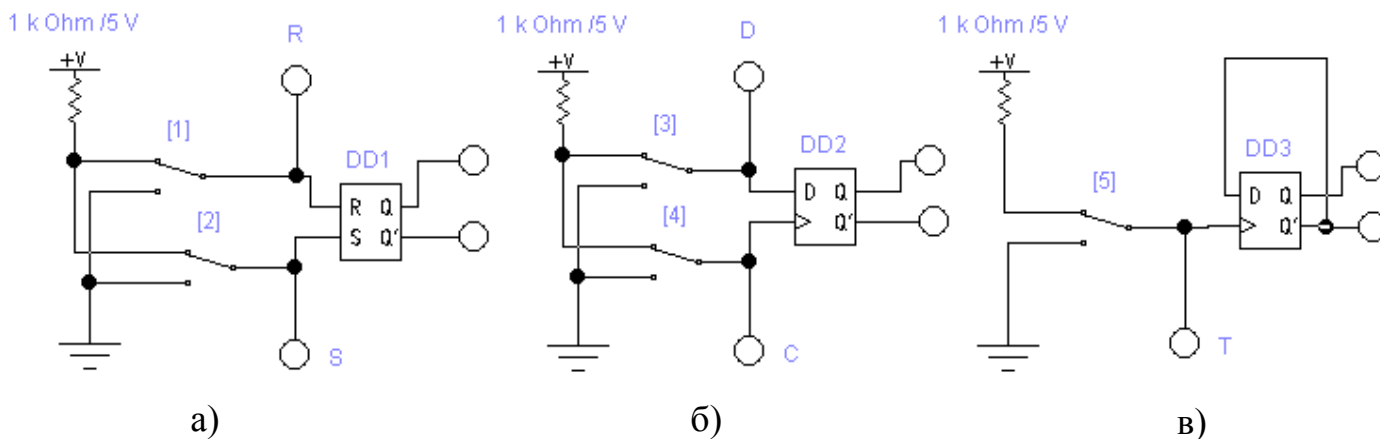 1 k Ohm /5 V
+V
R
[1]
DD1
R Q
[2]
S Q'
S
а)
1 k Ohm /5 V
+V
D
[3]
DD2
D Q
[4]
Q'
C
б)
1 k Ohm /5 V
+V
DD3
[5]
D Q
Q'
T
в)